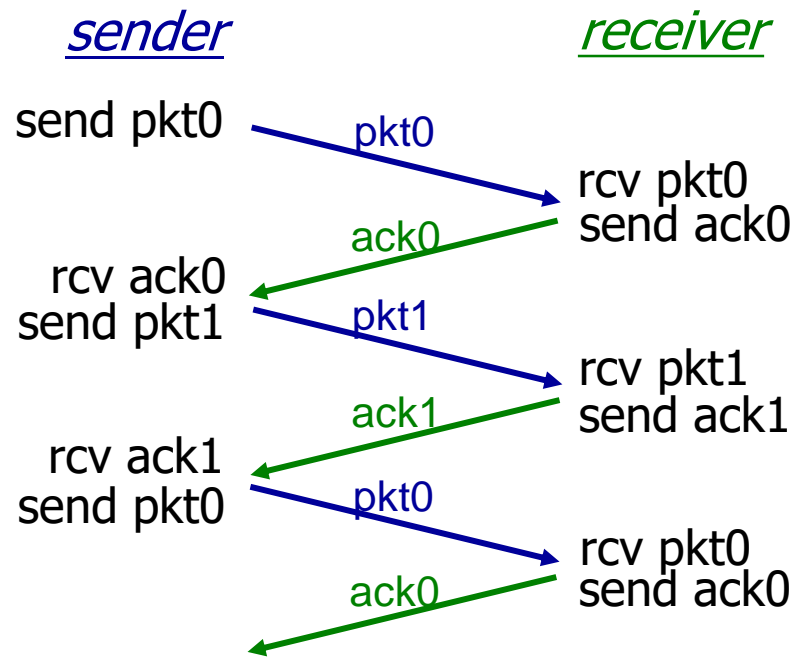 sender
receiver
send pkt0
pkt0
rcv pkt0
send ack0
ack0
rcv ack0
send pkt1
pkt1
rcv pkt1
send ack1
ack1
rcv ack1
send pkt0
pkt0
rcv pkt0
send ack0
ack0